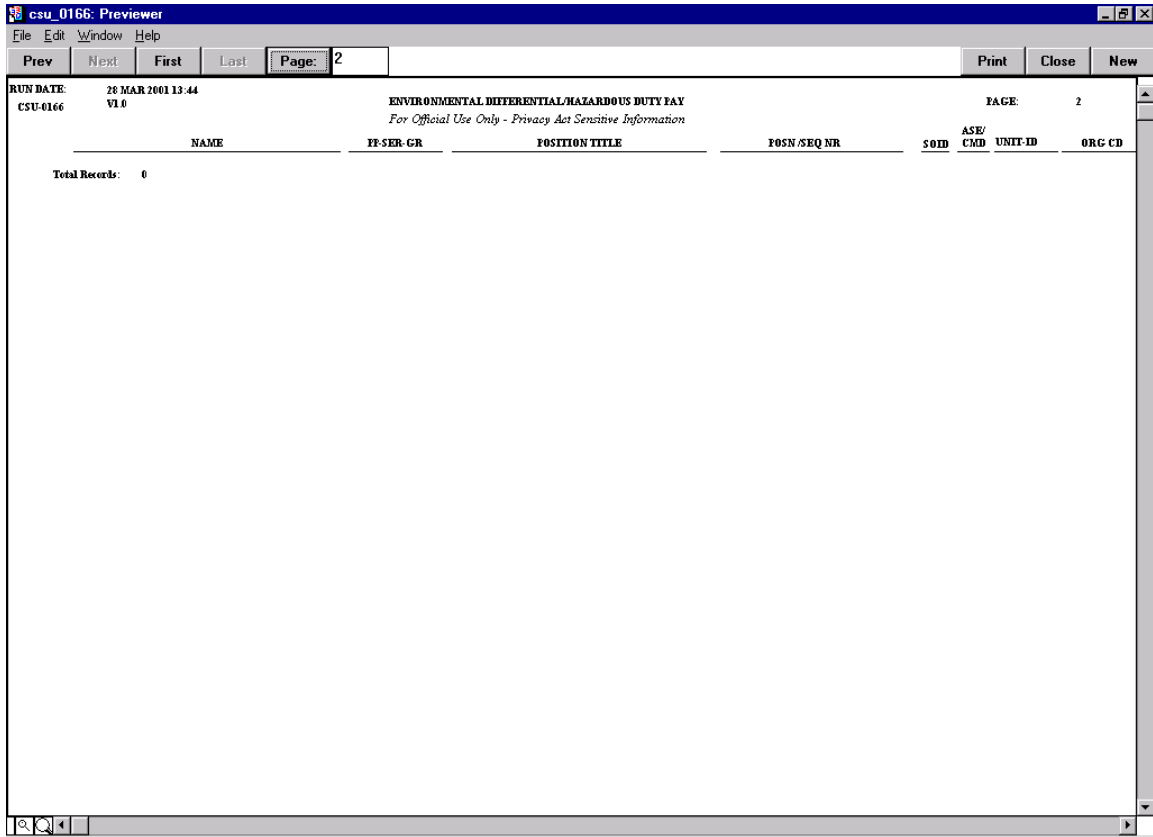 csu_0166: Previewer
File Edit Window Help
Prev Next First Last Page: 2 Print Close New
RUN DATE: 28 MAR 2001 13:44
CSU-0166 V1.0 ENVIRONMENTAL DIFFERENTIAL/HAZARDOUS DUTY PAY PAGE: 2
For Official Use Only - Privacy Act Sensitive Information
ASE/
NAME PP-SER-GR POSITION TITLE POSN /SEQ NR SOID CMD UNIT-ID ORG CD
Total Records: 0